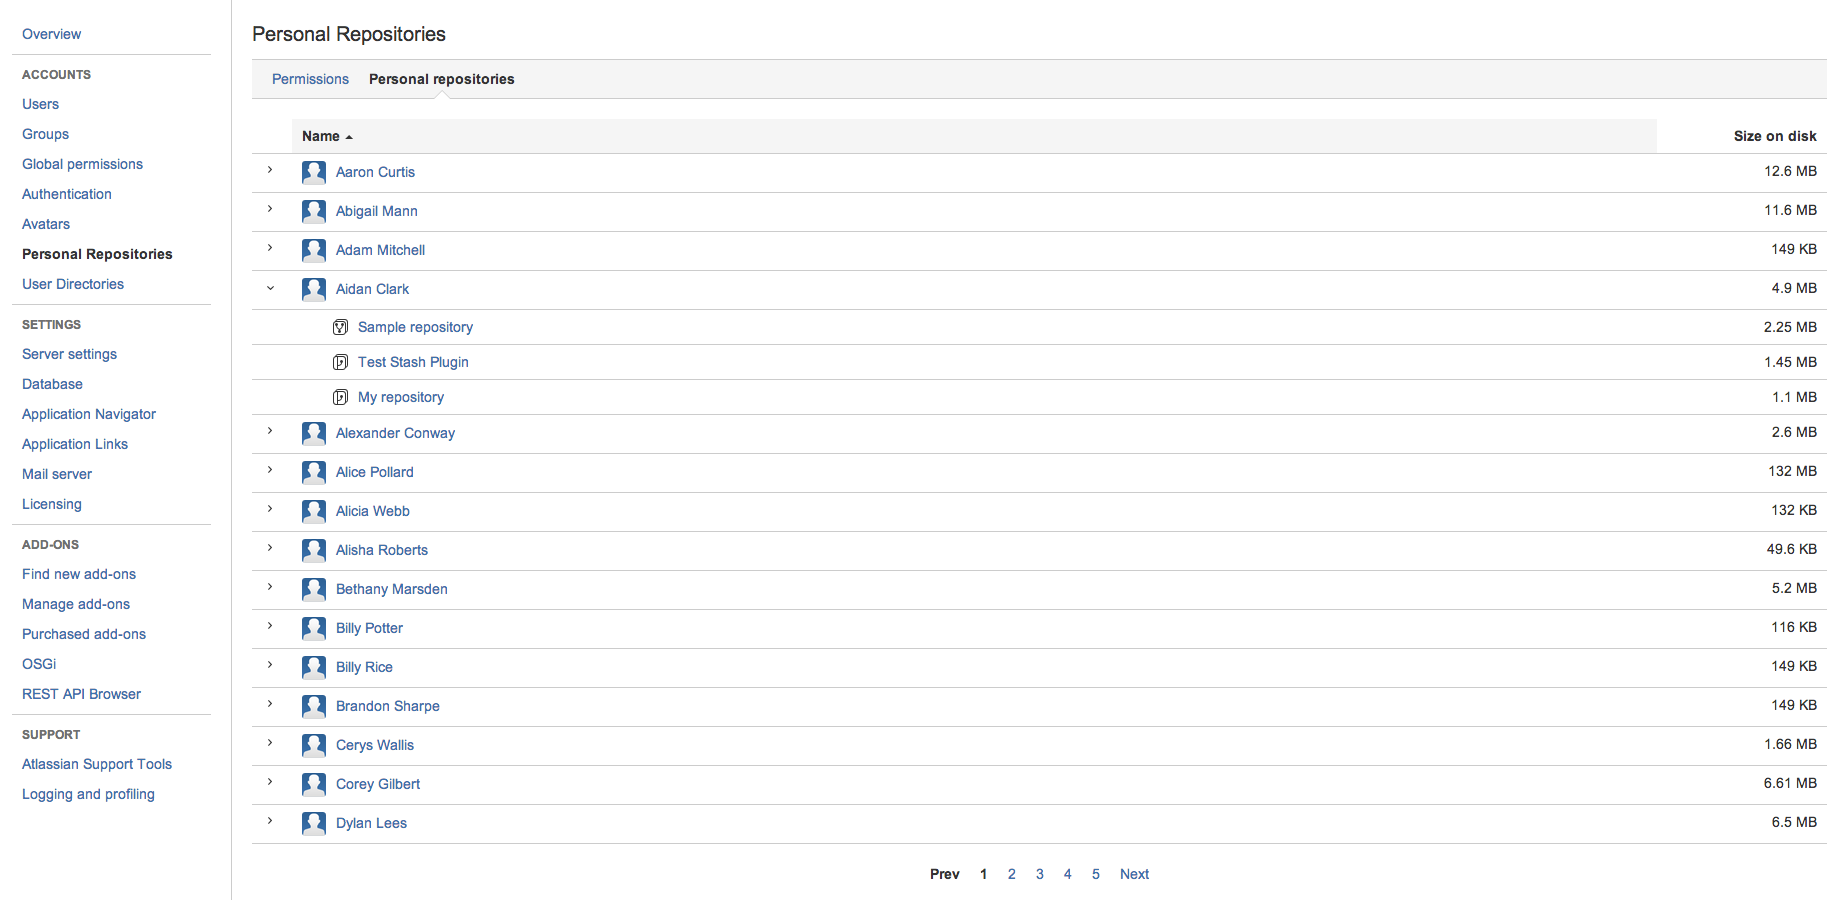 Overview
ACCOUNTS
Users
Groups
Global permissions
Authentication
Avatars
Personal Repositories
User Directories
SETTINGS
Server settings
Database
Application Navigator
Application Links
Mail server
Licensing
ADD-ONS
Find new add-ons
Manage add-ons
Purchased add-ons
OSGi
REST API Browser
SUPPORT
Atlassian Support Tools
Logging and profiling
Personal Repositories
Permissions Personal repositories
Name Size on disk
Aaron Curtis 12.6 MB
Abigail Mann 11.6 MB
Adam Mitchell 149 KB
Aidan Clark 4.9 MB
Sample repository 2.25 MB
Test Stash Plugin 1.45 MB
My repository 1.1 MB
Alexander Conway 2.6 MB
Alice Pollard 132 MB
Alicia Webb 132 KB
Alisha Roberts 49.6 KB
Bethany Marsden 5.2 MB
Billy Potter 116 KB
Billy Rice 149 KB
Brandon Sharpe 149 KB
Cerys Wallis 1.66 MB
Corey Gilbert 6.61 MB
Dylan Lees 6.5 MB
Prev 1 2 3 4 5 Next